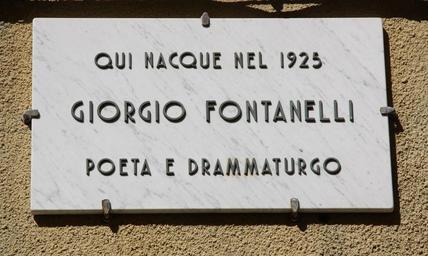 QUI NACQUE NEL 1925
GIORGIO FONTANELLI
POETA E DRAMMATURGO